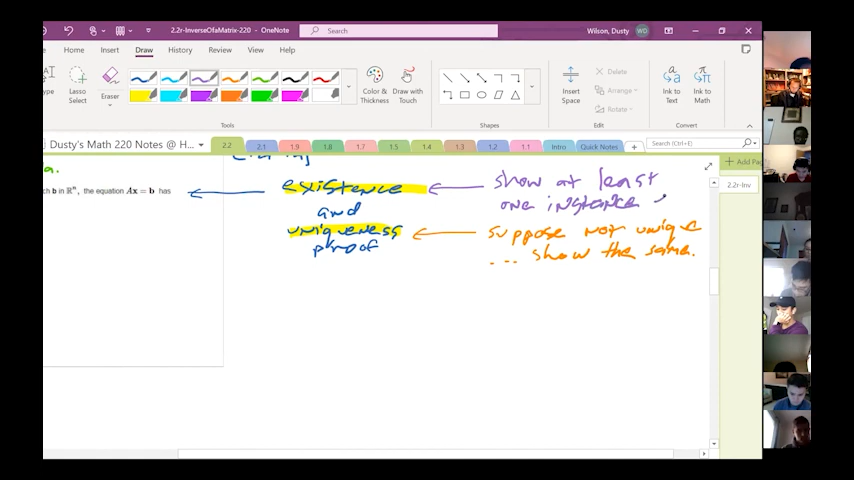 2.2r-InverseOfaMatrix-220 - OneNote
Search
Wilson, Dusty
WD
Home Insert Draw History Review View Help
Type
Lasso Select
Eraser
Color & Thickness
Draw with Touch
Insert Space
Delete
Arrange
Rotate
Ink to Text
Ink to Math
Tools
Shapes
Edit
Convert
Dusty's Math 220 Notes @ H...
2.2 2.1 1.9 1.8 1.7 1.5 1.4 1.3 1.2 1.1 Intro Quick Notes +
Search (Ctrl+E)
Add Pag
2.2r-Inv
a.
ch b in ℝⁿ, the equation Ax = b has
existence
and
uniqueness
proof
show at least
one instance
suppose not unique
... show the same.